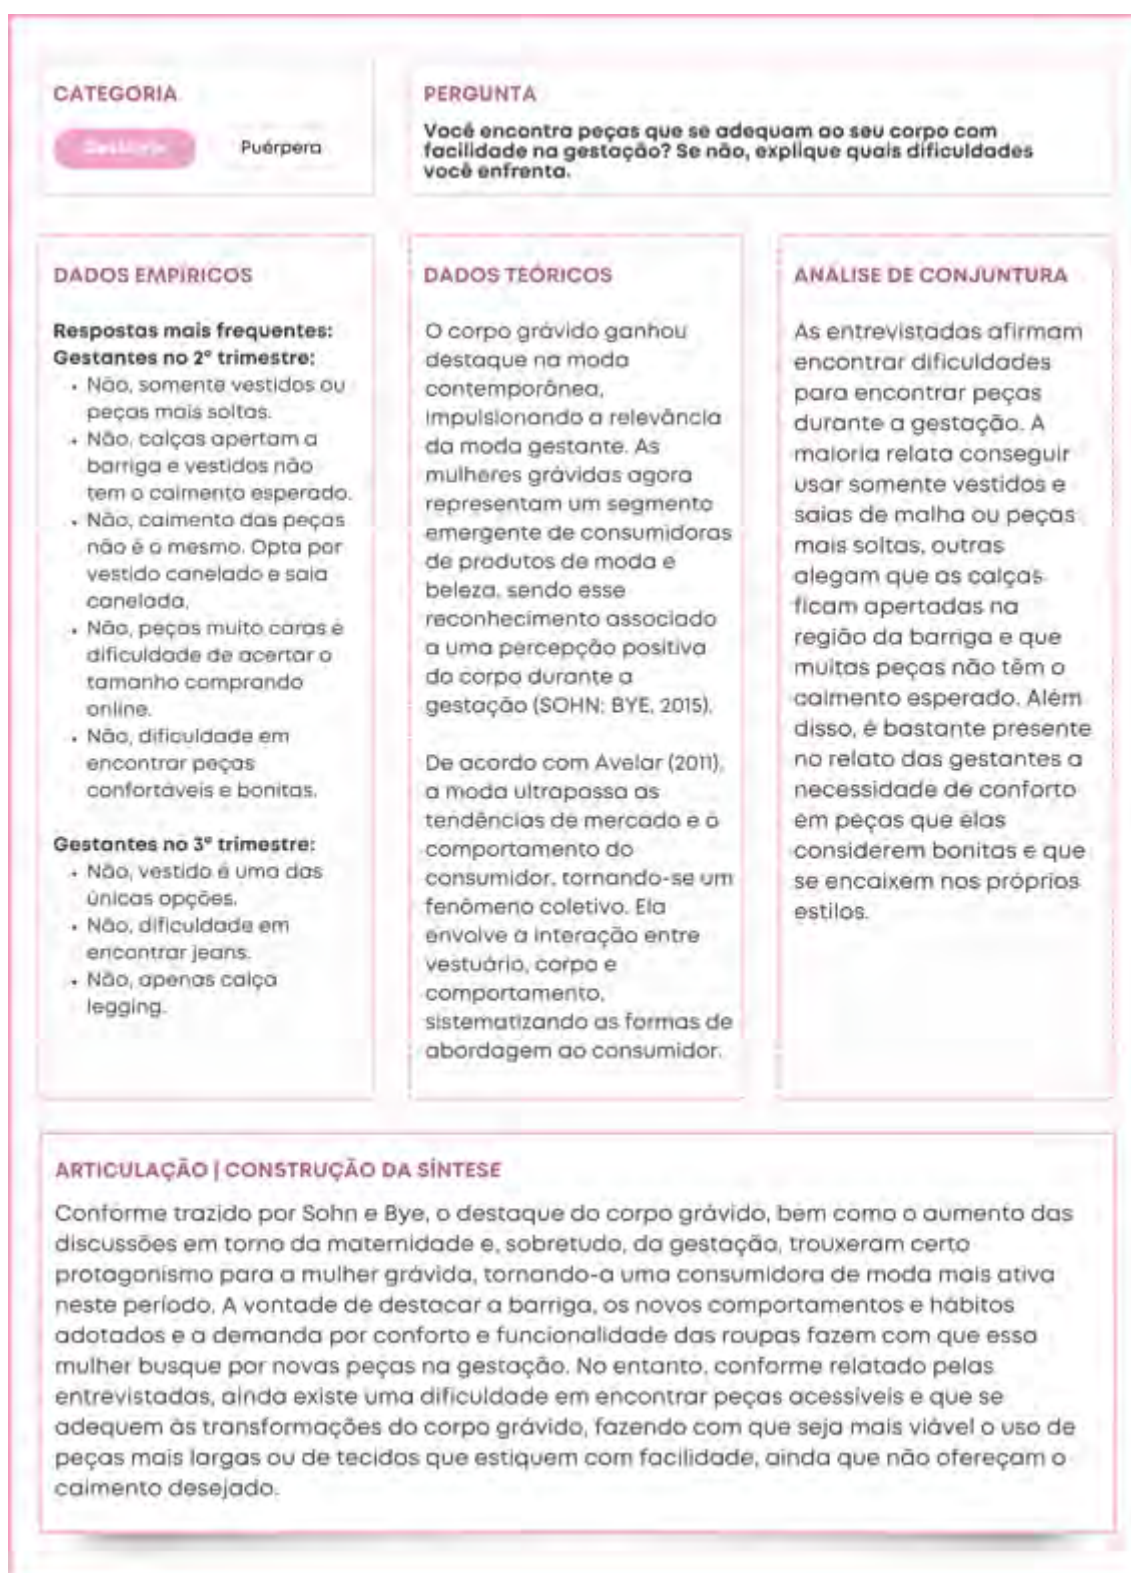 CATEGORIA
Gestante
Puérpera
PERGUNTA
Você encontra peças que se adequam ao seu corpo com
facilidade na gestação? Se não, explique quais dificuldades
você enfrenta.
DADOS EMPÍRICOS
Respostas mais frequentes:
Gestantes no 2º trimestre:
• Não, somente vestidos ou
peças mais soltas.
• Não, calças apertam a
barriga e vestidos não
tem o caimento esperado.
• Não, caimento das peças
não é o mesmo. Opta por
vestido canelado e saia
canelada.
• Não, peças muito caras e
dificuldade de acertar o
tamanho comprando
online.
• Não, dificuldade em
encontrar peças
confortáveis e bonitas.
Gestantes no 3º trimestre:
• Não, vestido é uma das
únicas opções.
• Não, dificuldade em
encontrar jeans.
• Não, apenas calça
legging.
DADOS TEÓRICOS
O corpo grávido ganhou
destaque na moda
contemporânea,
impulsionando a relevância
da moda gestante. As
mulheres grávidas agora
representam um segmento
emergente de consumidoras
de produtos de moda e
beleza, sendo esse
reconhecimento associado
a uma percepção positiva
do corpo durante a
gestação (SOHN; BYE, 2015).
De acordo com Avelar (2011),
a moda ultrapassa as
tendências de mercado e o
comportamento do
consumidor, tornando-se um
fenômeno coletivo. Ela
envolve a interação entre
vestuário, corpo e
comportamento,
sistematizando as formas de
abordagem ao consumidor.
ANÁLISE DE CONJUNTURA
As entrevistadas afirmam
encontrar dificuldades
para encontrar peças
durante a gestação. A
maioria relata conseguir
usar somente vestidos e
saias de malha ou peças
mais soltas, outras
alegam que as calças
ficam apertadas na
região da barriga e que
muitas peças não têm o
caimento esperado. Além
disso, é bastante presente
no relato das gestantes a
necessidade de conforto
em peças que elas
considerem bonitas e que
se encaixem nos próprios
estilos.
ARTICULAÇÃO | CONSTRUÇÃO DA SÍNTESE
Conforme trazido por Sohn e Bye, o destaque do corpo grávido, bem como o aumento das
discussões em torno da maternidade e, sobretudo, da gestação, trouxeram certo
protagonismo para a mulher grávida, tornando-a uma consumidora de moda mais ativa
neste período. A vontade de destacar a barriga, os novos comportamentos e hábitos
adotados e a demanda por conforto e funcionalidade das roupas fazem com que essa
mulher busque por novas peças na gestação. No entanto, conforme relatado pelas
entrevistadas, ainda existe uma dificuldade em encontrar peças acessíveis e que se
adequem às transformações do corpo grávido, fazendo com que seja mais viável o uso de
peças mais largas ou de tecidos que estiquem com facilidade, ainda que não ofereçam o
caimento desejado.